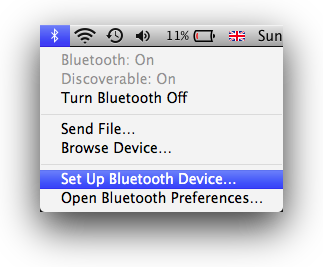 11% Sun
Bluetooth: On
Discoverable: On
Turn Bluetooth Off
Send File...
Browse Device...
Set Up Bluetooth Device...
Open Bluetooth Preferences...